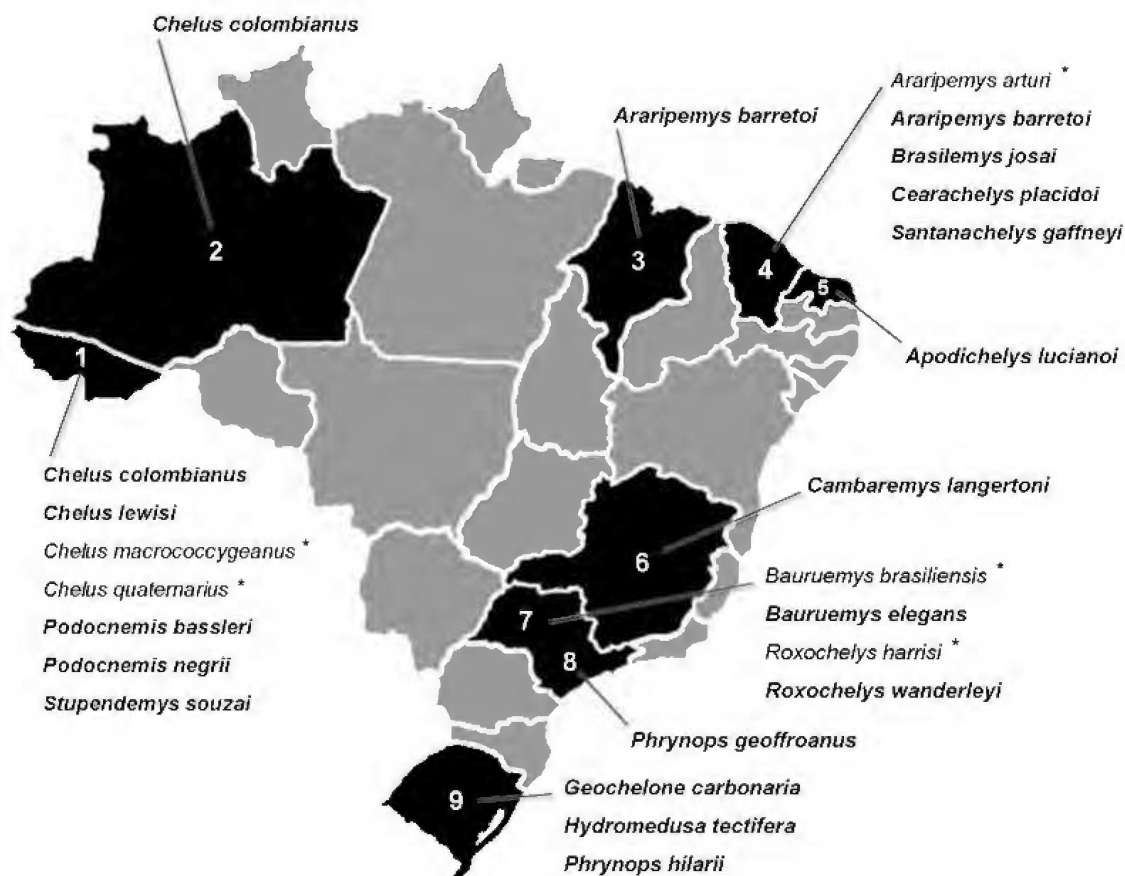 Chelus colombianus
Araripemys barretoi
Araripemys arturi *
Araripemys barretoi
Brasilemys josai
Cearachelys placidoi
Santanachelys gaffneyi
2
3
4
5
Apodichelys lucianoi
1
Chelus colombianus
Chelus lewisi
Chelus macrococcygeanus *
Chelus quaternarius *
Podocnemis bassleri
Podocnemis negrii
Stupendemys souzai
Cambaremys langertoni
6
Bauruemys brasiliensis *
Bauruemys elegans
Roxochelys harrisi *
Roxochelys wanderleyi
7
8
Phrynops geoffroanus
9
Geochelone carbonaria
Hydromedusa tectifera
Phrynops hilarii